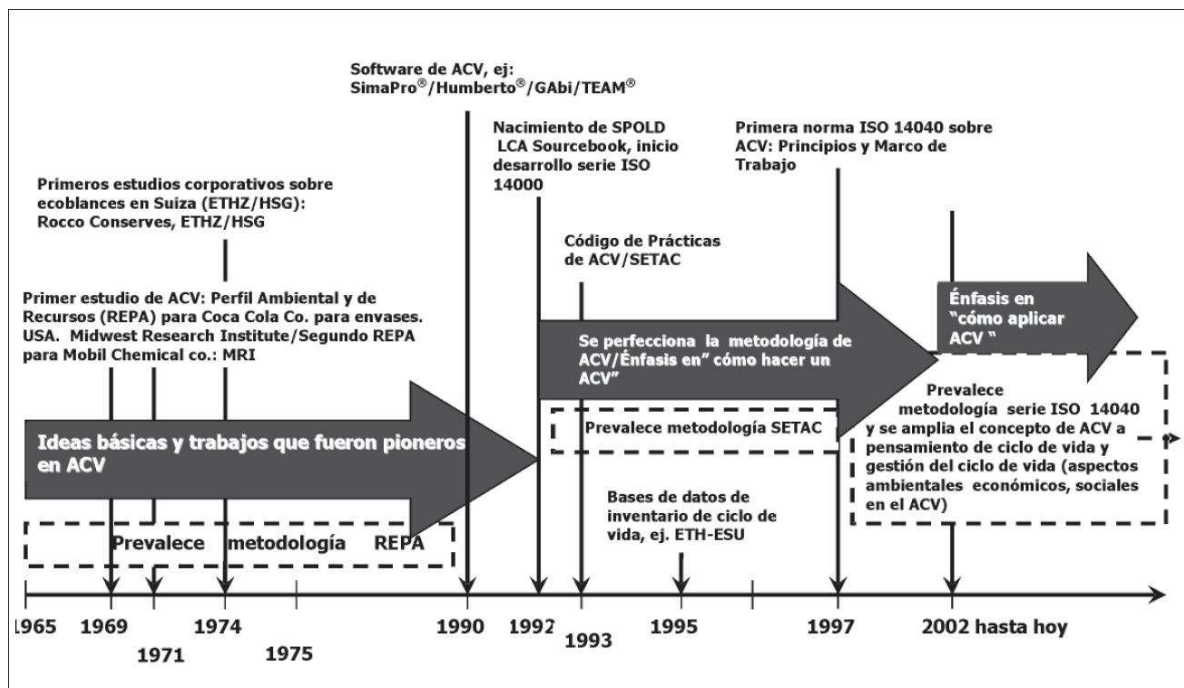 Software de ACV, ej:
SimaPro®/Humberto®/GAbi/TEAM®
Nacimiento de SPOLD
LCA Sourcebook, inicio
desarrollo serie ISO
14000
Primera norma ISO 14040 sobre
ACV: Principios y Marco de
Trabajo
Primeros estudios corporativos sobre
ecoblances en Suiza (ETHZ/HSG):
Rocco Conserves, ETHZ/HSG
Código de Prácticas
de ACV/SETAC
Primer estudio de ACV: Perfil Ambiental y de
Recursos (REPA) para Coca Cola Co. para envases.
USA. Midwest Research Institute/Segundo REPA
para Mobil Chemical co.: MRI
Énfasis en
“cómo aplicar
ACV “
Se perfecciona la metodología de
ACV/Énfasis en” cómo hacer un
ACV”
Ideas básicas y trabajos que fueron pioneros
en ACV
Prevalece metodología SETAC
Prevalece
metodología serie ISO 14040
y se amplia el concepto de ACV a
pensamiento de ciclo de vida y
gestión del ciclo de vida (aspectos
ambientales económicos, sociales
en el ACV)
Bases de datos de
inventario de ciclo de
vida, ej. ETH-ESU
Prevalece metodología REPA
1965
1969
1971
1974
1975
1990
1992
1993
1995
1997
2002 hasta hoy